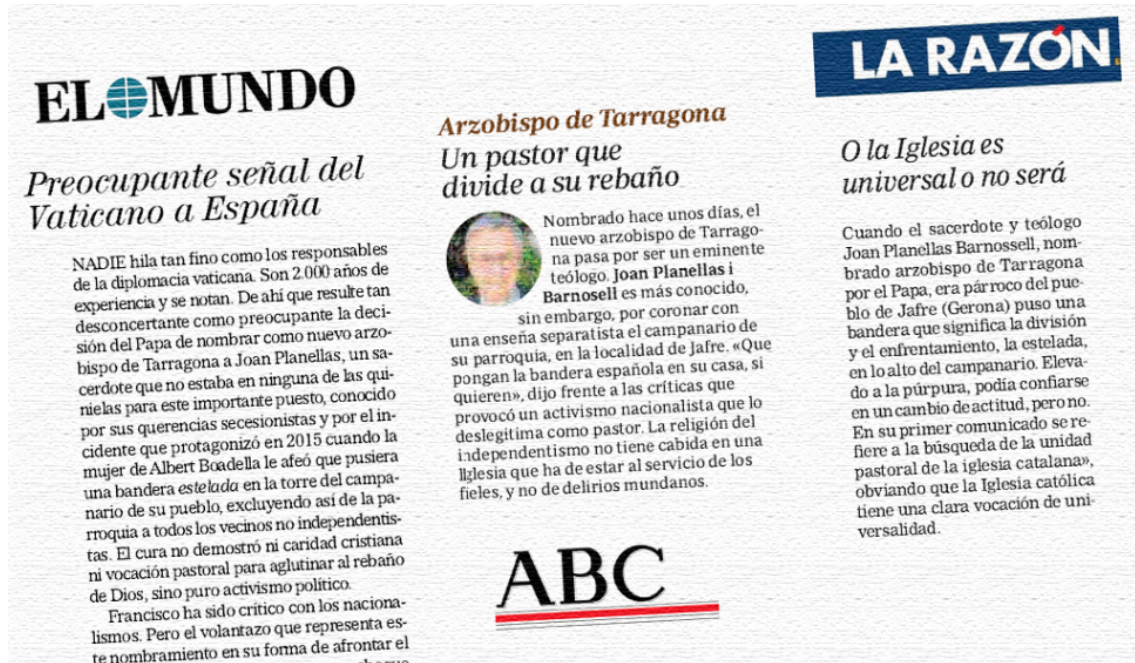 EL MUNDO
Preocupante señal del
Vaticano a España
NADIE hila tan fino como los responsables
de la diplomacia vaticana. Son 2.000 años de
experiencia y se notan. De ahí que resulte tan
desconcertante como preocupante la deci-
sión del Papa de nombrar como nuevo arzo-
bispo de Tarragona a Joan Planellas, un sa-
cerdote que no estaba en ninguna de las qui-
nielas para este importante puesto, conocido
por sus querencias secesionistas y por el in-
cidente que protagonizó en 2015 cuando la
mujer de Albert Boadella le afeó que pusiera
una bandera estelada en la torre del campa-
nario de su pueblo, excluyendo así de la pa-
rroquia a todos los vecinos no independentis-
tas. El cura no demostró ni caridad cristiana
ni vocación pastoral para aglutinar al rebaño
de Dios, sino puro activismo político.
Francisco ha sido crítico con los naciona-
lismos. Pero el volantazo que representa es-
te nombramiento en su forma de afrontar el
Arzobispo de Tarragona
Un pastor que
divide a su rebaño
Nombrado hace unos días, el
nuevo arzobispo de Tarrago-
na pasa por ser un eminente
teólogo. Joan Planellas i
Barnosell es más conocido,
sin embargo, por coronar con
una enseña separatista el campanario de
su parroquia, en la localidad de Jafre. «Que
pongan la bandera española en su casa, si
quieren», dijo frente a las críticas que
provocó un activismo nacionalista que lo
deslegitima como pastor. La religión del
independentismo no tiene cabida en una
Iglesia que ha de estar al servicio de los
fieles, y no de delirios mundanos.
ABC
LA RAZÓN
O la Iglesia es
universal o no será
Cuando el sacerdote y teólogo
Joan Planellas Barnossell, nom-
brado arzobispo de Tarragona
por el Papa, era párroco del pue-
blo de Jafre (Gerona) puso una
bandera que significa la división
y el enfrentamiento, la estelada,
en lo alto del campanario. Eleva-
do a la púrpura, podía confiarse
en un cambio de actitud, pero no.
En su primer comunicado se re-
fiere a la búsqueda de la unidad
pastoral de la iglesia catalana»,
obviando que la Iglesia católica
tiene una clara vocación de uni-
versalidad.